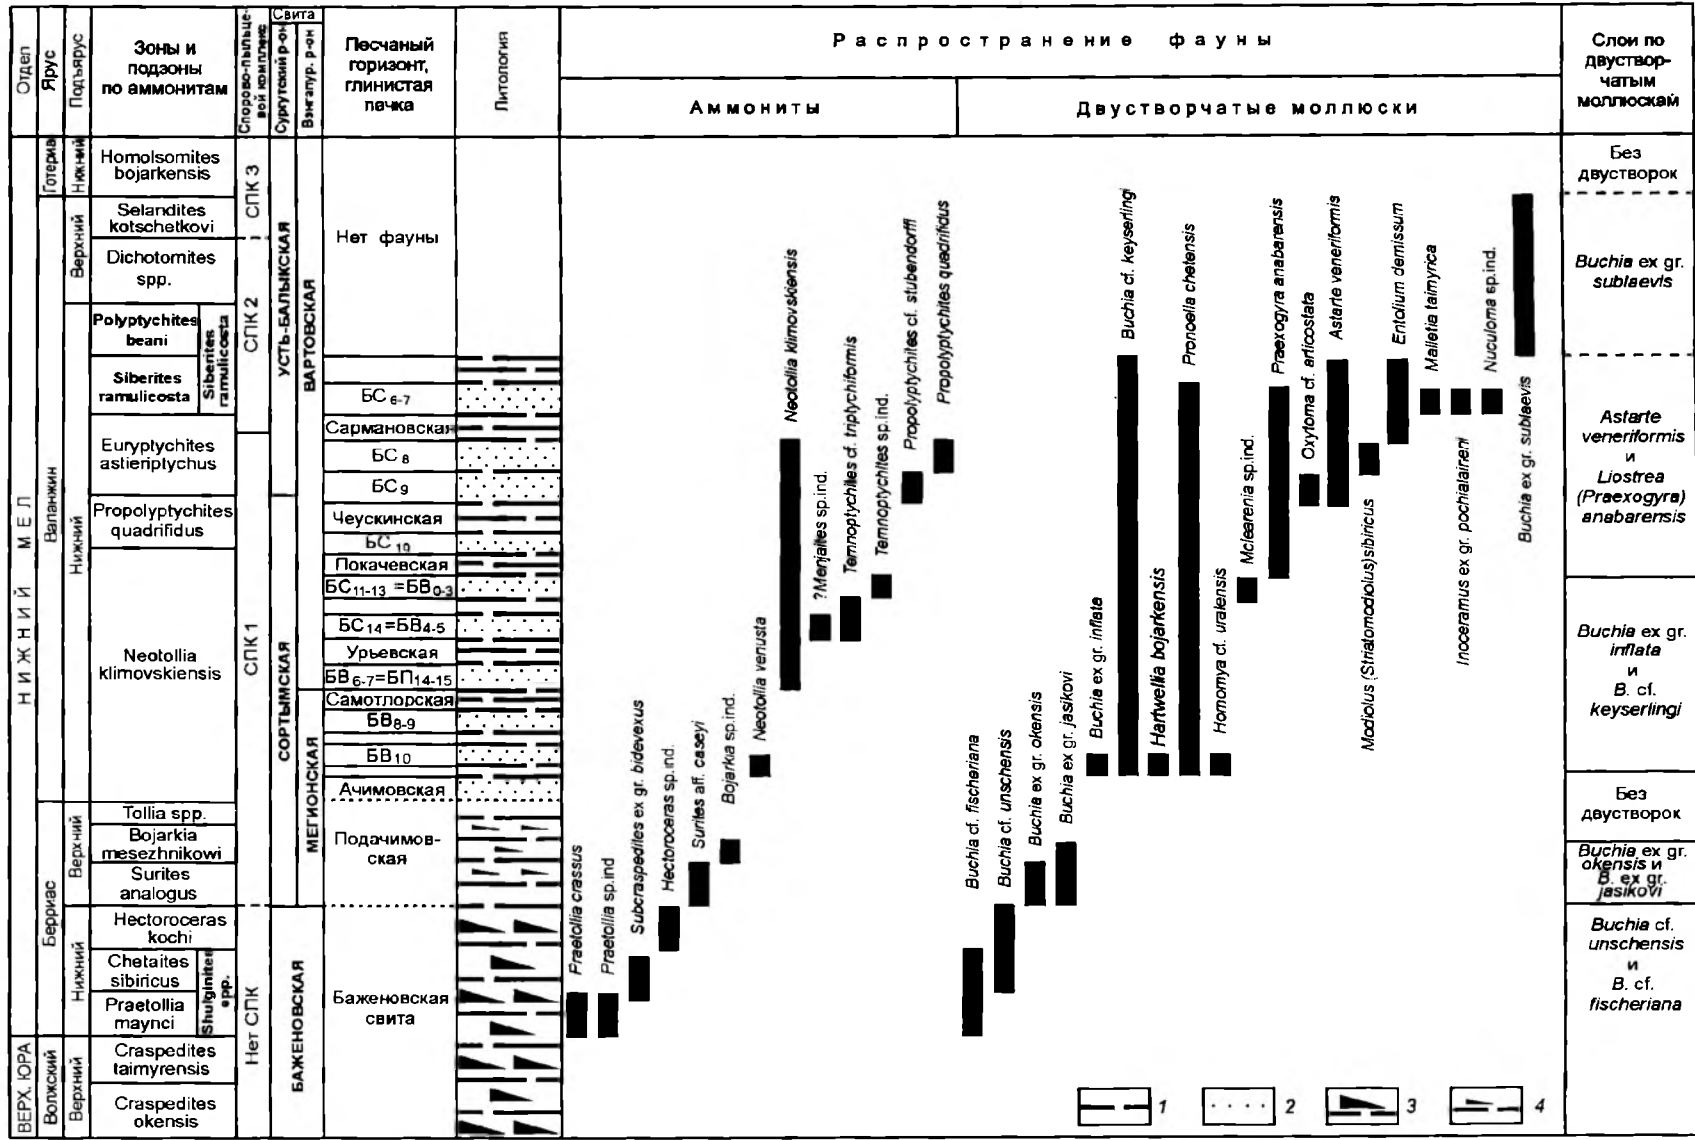 Отдел
Ярус
Подъярус
Зоны и
подзоны
по аммонитам
Спорово-пыльце-
вой комплекс
Свита
Сургутский р-он
Вэнгапур. р-он
Песчаный
горизонт,
глинистая
пачка
Литология
Распространение фауны
Аммониты
Двустворчатые моллюски
Слои по
двуствор-
чатым
моллюскай
НИЖНИЙ МЕЛ
ВЕРХ. ЮРА
Готерив
Валанжин
Берриас
Волжский
Нижний
Верхний
Нижний
Верхний
Нижний
Верхний
Homolsomites
bojarkensis
Selandites
kotschetkovi
Dichotomites
spp.
Polyptychites
beani
Siberites
ramulicosta
Siberites
ramulicosta
Euryptychites
astieriptychus
Propolyptychites
quadrifidus
Neotollia
klimovskiensis
Tollia spp.
Bojarkia
mesezhnikowi
Surites
analogus
Hectoroceras
kochi
Chetaites
sibiricus
Praetollia
maynci
Shulginites
spp.
Craspedites
taimyrensis
Craspedites
okensis
СПК 3
СПК 2
СПК 1
Нет СПК
УСТЬ-БАЛЫКСКАЯ
СОРТЫМСКАЯ
ВАРТОВСКАЯ
МЕГИОНСКАЯ
БАЖЕНОВСКАЯ
Нет фауны
БС 6-7
Сармановская
БС 8
БС 9
Чеускинская
БС 10
Покачевская
БС11-13 =БВ0-3
БС14=БВ4-5
Урьевская
БВ6-7=БП14-15
Самотлорская
БВ8-9
БВ10
Ачимовская
Подачимов-
ская
Баженовская
свита
Praetollia crassus
Praetollia sp.ind
Subcraspedites ex gr. bidevexus
Hectoroceras sp.ind.
Surites aff. caseyi
Bojarkia sp.ind.
Neotollia venusta
Neotollia klimovskiensis
?Menjaites sp.ind.
Temnoptychites cf. triptychiformis
Temnoptychites sp.ind.
Propolyptychites cf. stubendorffi
Propolyptychites quadrifidus
Buchia cf. fischeriana
Buchia cf. unschensis
Buchia ex gr. okensis
Buchia ex gr. jasikovi
Buchia ex gr. inflata
Buchia cf. keyserlingi
Hartwellia bojarkensis
Pronoella chetensis
Homomya cf. uralensis
Mclearenia sp.ind.
Praexogyra anabarensis
Oxytoma cf. articostata
Astarte veneriformis
Modiolus (Striatomodiolus) sibiricus
Entolium demissum
Malletia taimyrica
Inoceramus ex gr. pochialaineni
Nuculoma sp.ind.
Buchia ex gr. sublaevis
Без
двустворок
Buchia ex gr.
sublaevis
Astarte
veneriformis
и
Liostrea
(Praexogyra)
anabarensis
Buchia ex gr.
inflata
и
B. cf.
keyserlingi
Без
двустворок
Buchia ex gr.
okensis и
B. ex gr.
jasikovi
Buchia cf.
unschensis
и
B. cf.
fischeriana
1
2
3
4